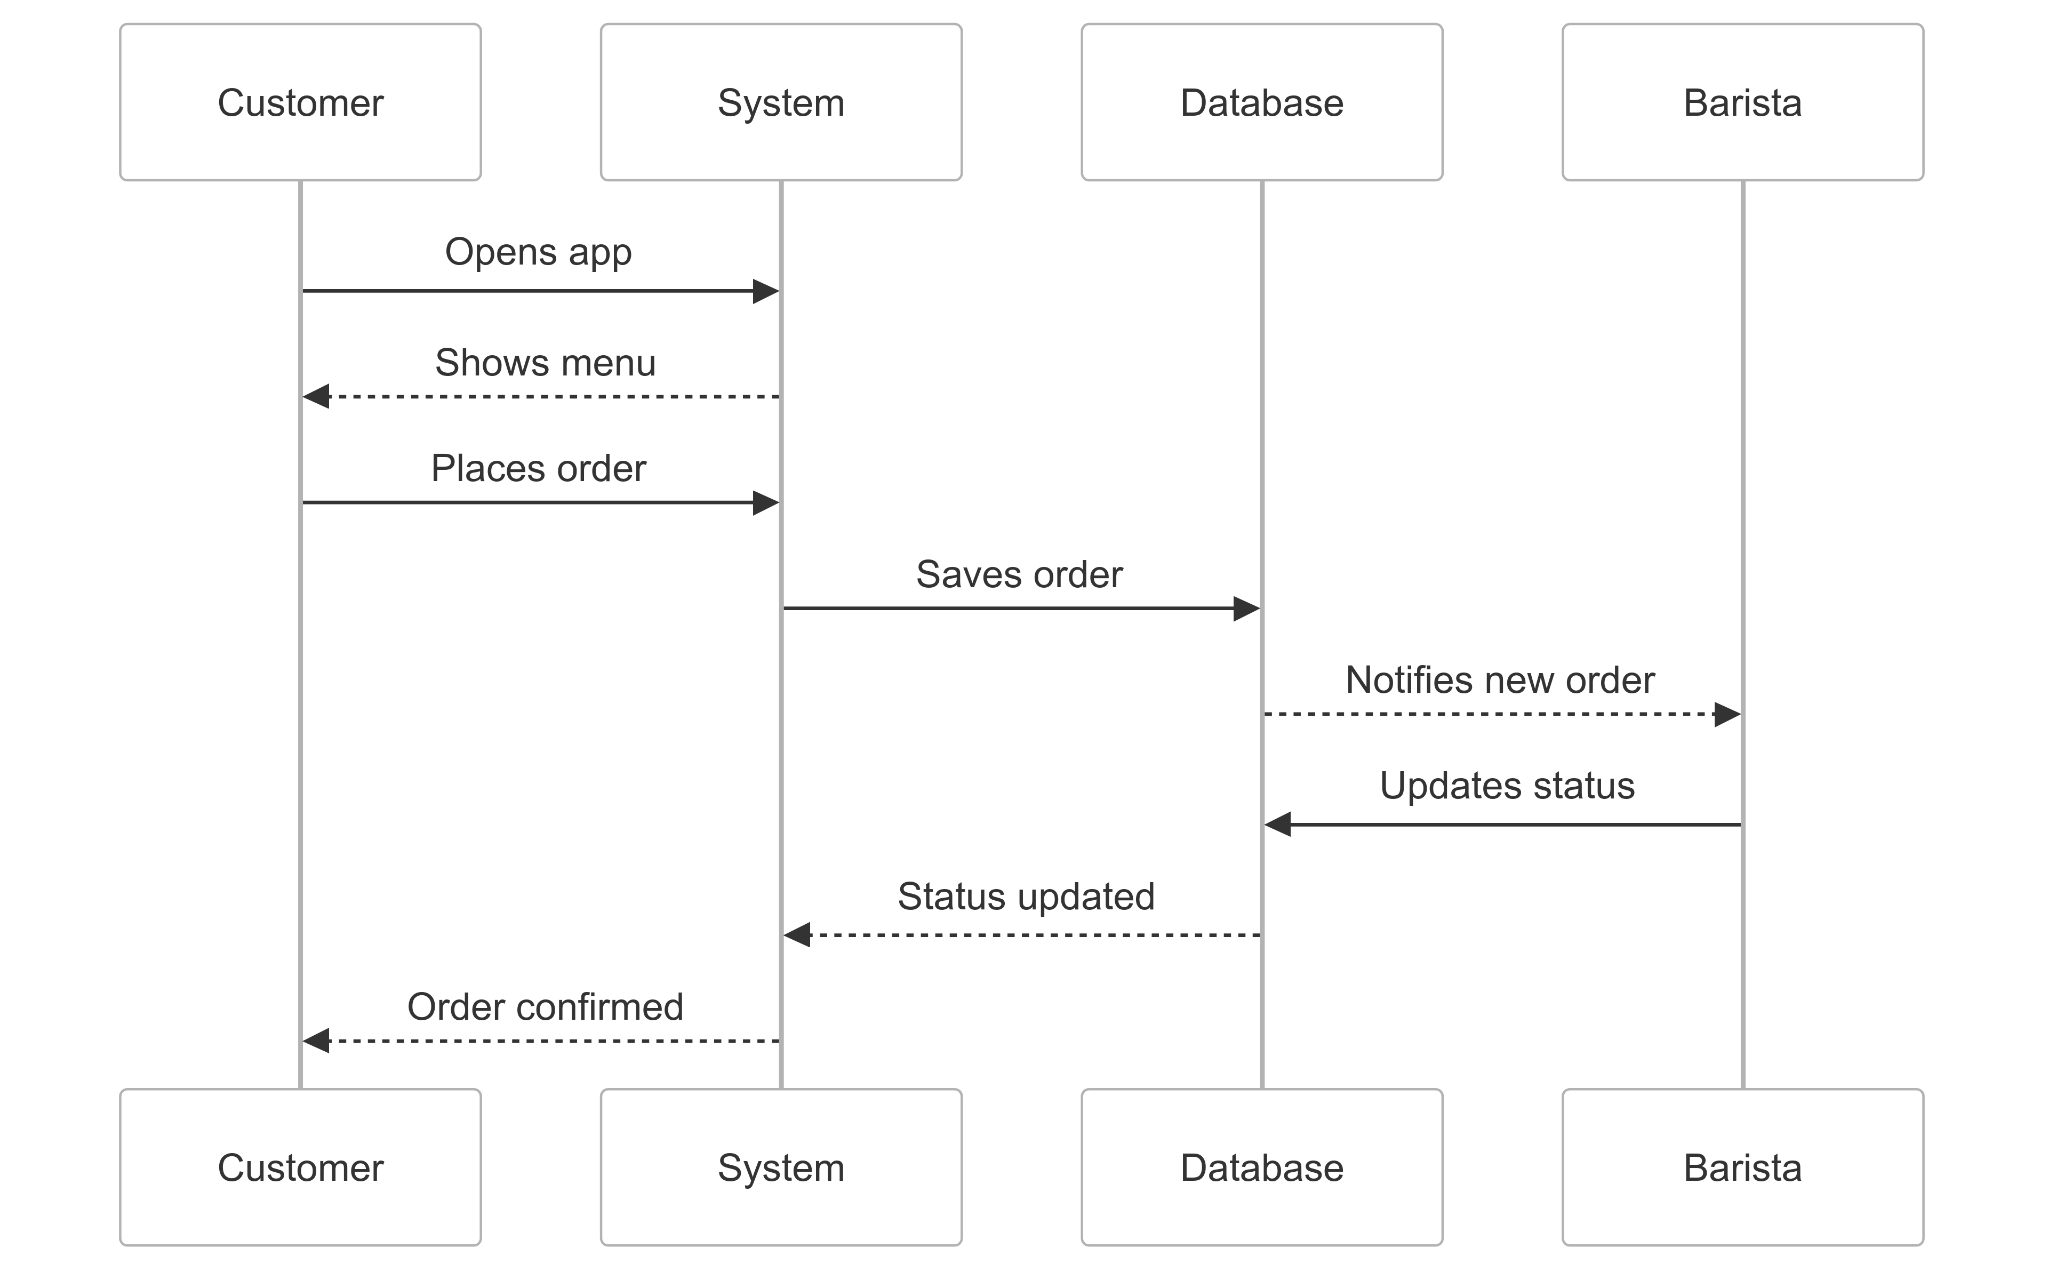 Customer
System
Database
Barista
Opens app
Shows menu
Places order
Saves order
Notifies new order
Updates status
Status updated
Order confirmed
Customer
System
Database
Barista